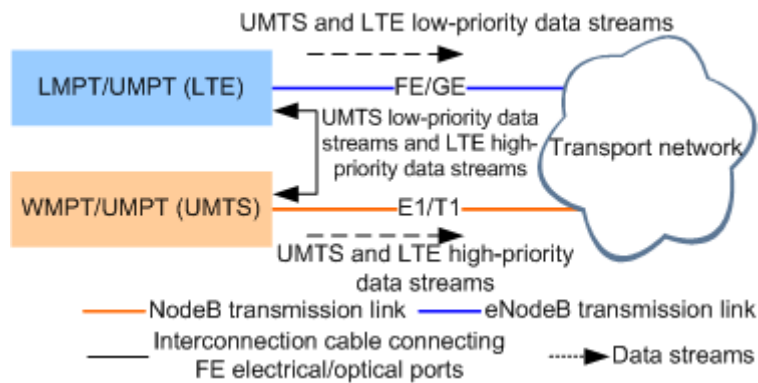 UMTS and LTE low-priority data streams
LMPT/UMPT (LTE)
FE/GE
UMTS low-priority data
streams and LTE high-
priority data streams
Transport network
WMPT/UMPT (UMTS)
E1/T1
UMTS and LTE high-priority
data streams
NodeB transmission link
eNodeB transmission link
Interconnection cable connecting
FE electrical/optical ports
Data streams